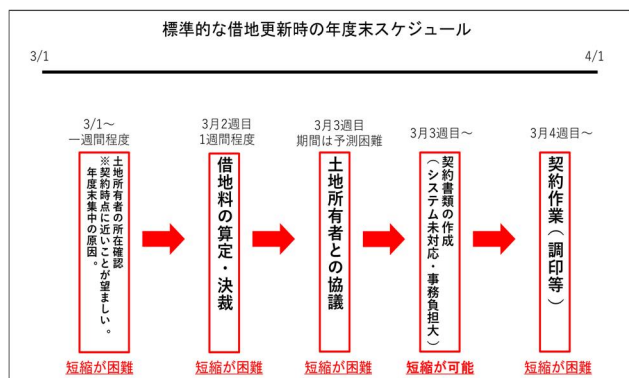 標準的な借地更新時の年度末スケジュール
3/1
4/1
3/1～
一週間程度
土地所有者の所在確認
※契約時点に近いことが望ましい。
年度末集中の原因。
短縮が困難
3月2週目
1週間程度
借地料の算定・決裁
短縮が困難
3月3週目
期間は予測困難
土地所有者との協議
短縮が困難
3月3週目～
契約書類の作成
（システム未対応・事務負担大）
短縮が可能
3月4週目～
契約作業（調印等）
短縮が困難